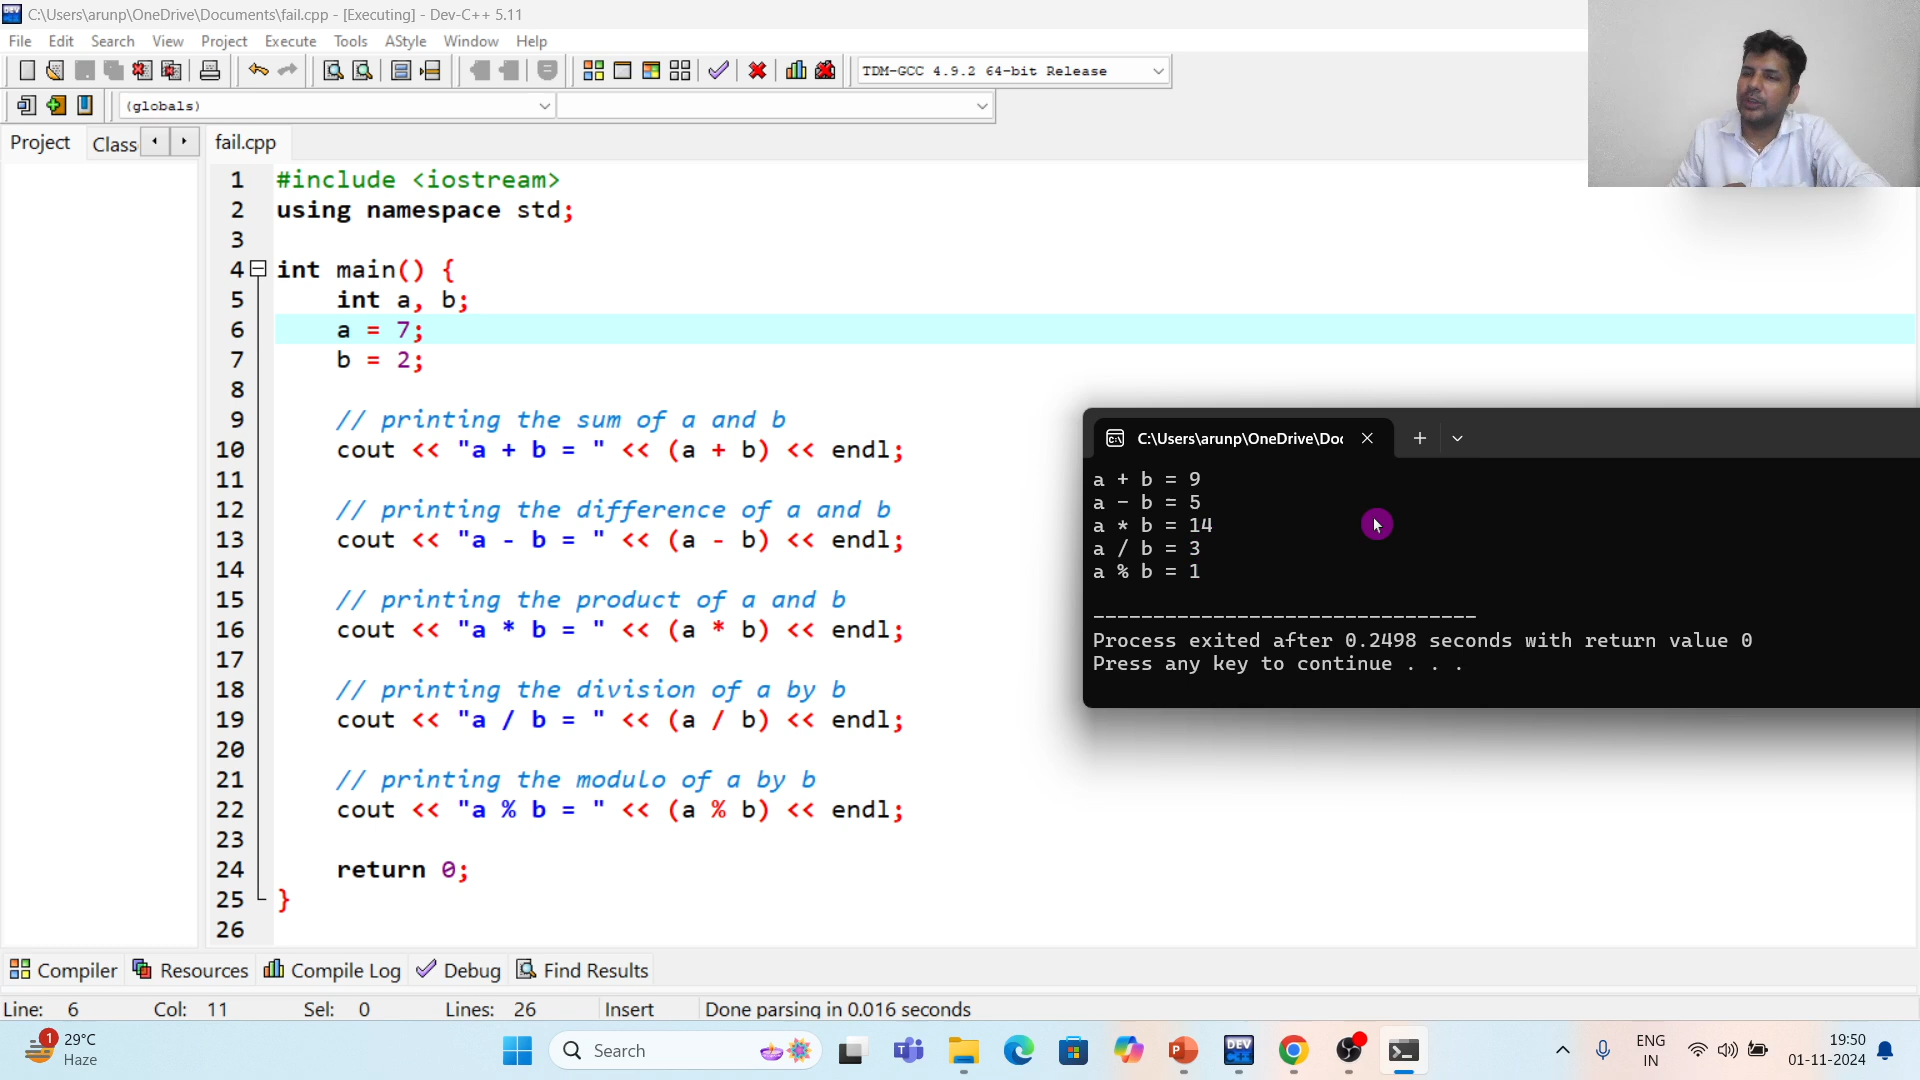 C:\Users\arunp\OneDrive\Documents\fail.cpp - [Executing] - Dev-C++ 5.11
File Edit Search View Project Execute Tools AStyle Window Help
TDM-GCC 4.9.2 64-bit Release
(globals)
Project Class fail.cpp
1 #include <iostream>
2 using namespace std;
3
4 int main() {
5 int a, b;
6 a = 7;
7 b = 2;
8
9 // printing the sum of a and b
10 cout << "a + b = " << (a + b) << endl;
11
12 // printing the difference of a and b
13 cout << "a - b = " << (a - b) << endl;
14
15 // printing the product of a and b
16 cout << "a * b = " << (a * b) << endl;
17
18 // printing the division of a by b
19 cout << "a / b = " << (a / b) << endl;
20
21 // printing the modulo of a by b
22 cout << "a % b = " << (a % b) << endl;
23
24 return 0;
25 }
26
C:\Users\arunp\OneDrive\Doc
a + b = 9
a - b = 5
a * b = 14
a / b = 3
a % b = 1
--------------------------------
Process exited after 0.2498 seconds with return value 0
Press any key to continue . . .
Compiler Resources Compile Log Debug Find Results
Line: 6 Col: 11 Sel: 0 Lines: 26 Insert Done parsing in 0.016 seconds
1 29°C
Haze
Search
DEV
ENG
IN
19:50
01-11-2024